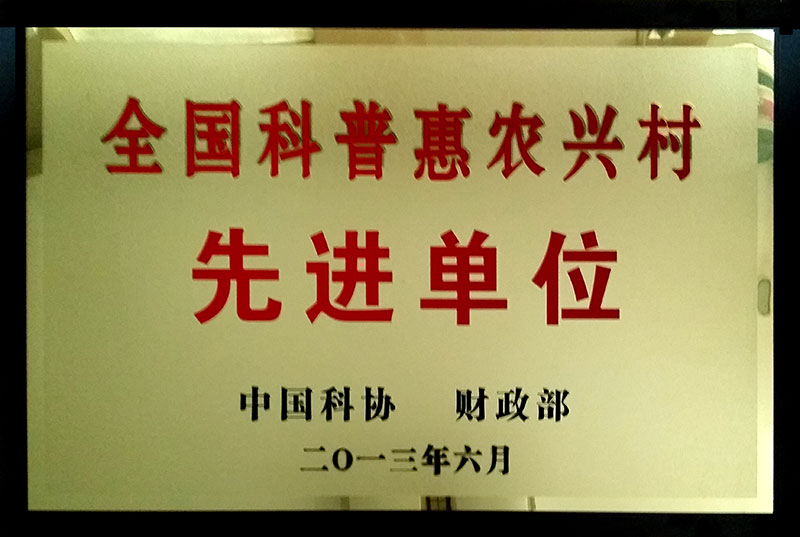 全国科普惠农兴村
先进单位
中国科协 财政部
二〇一三年六月